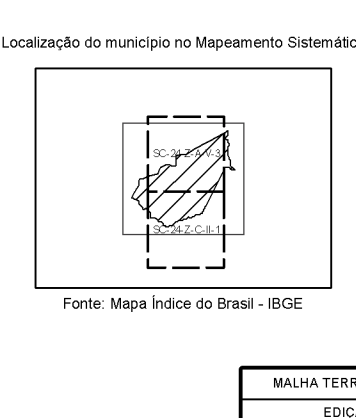 Localização do município no Mapeamento Sistemátic
SC-24-Z-A-V-3
SC-24-Z-C-II-1
Fonte: Mapa Índice do Brasil - IBGE
MALHA TERR
EDIC